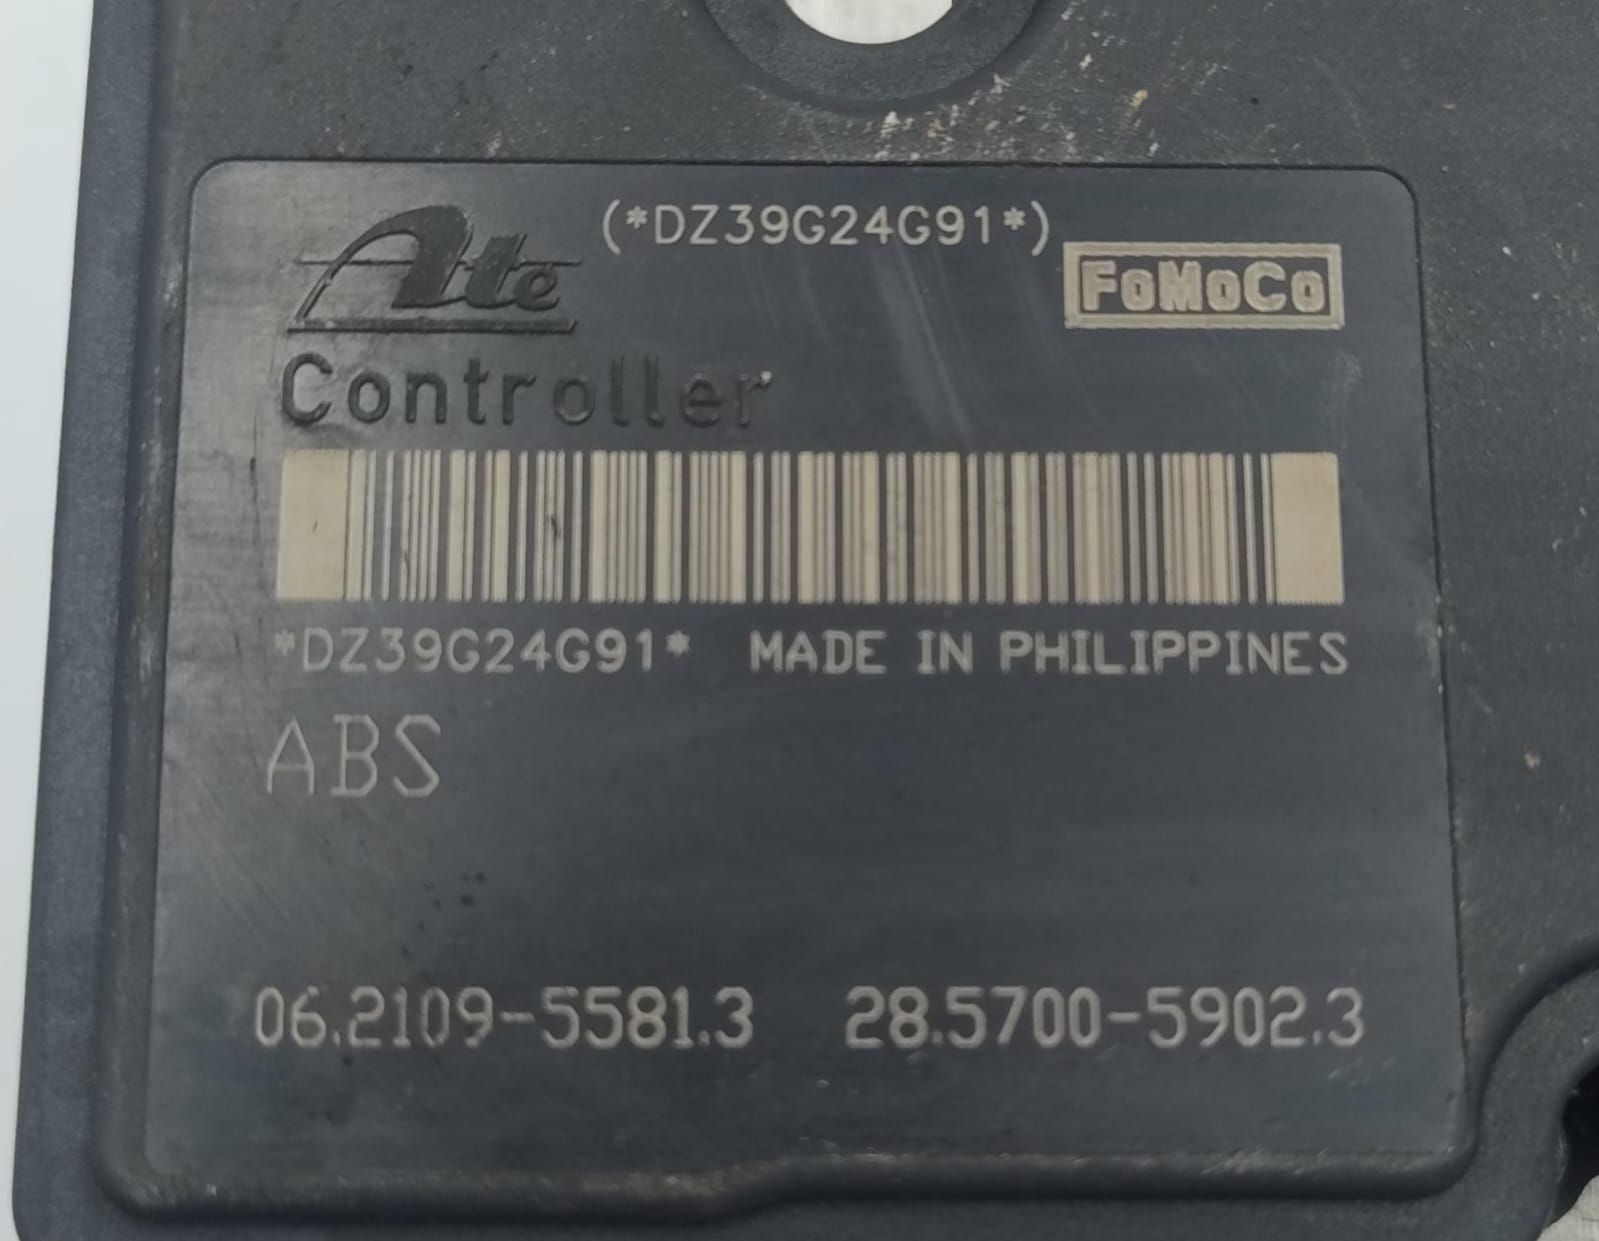 (*DZ39G24G91*)
Ate
FoMoCo
Controller
*DZ39G24G91* MADE IN PHILIPPINES
ABS
06.2109-5581.3 28.5700-5902.3